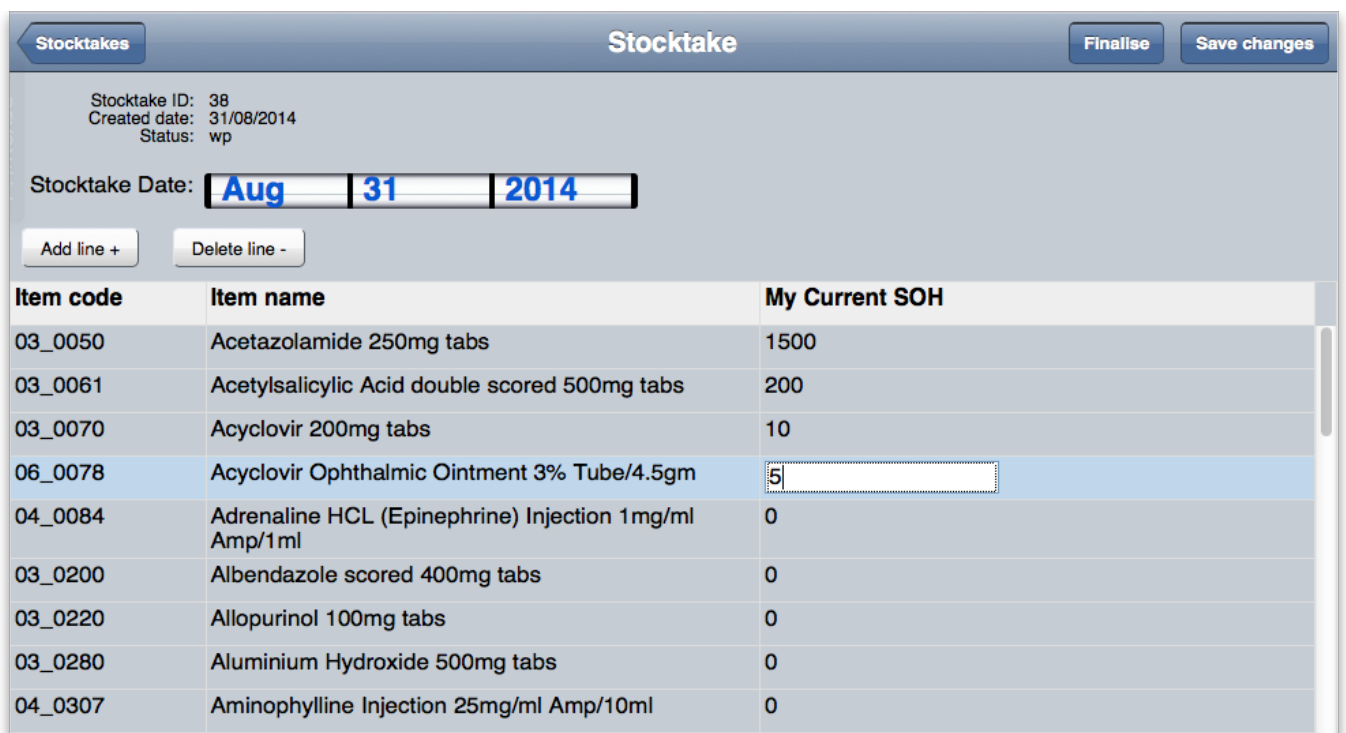 Stocktakes Stocktake Finalise Save changes
Stocktake ID: 38
Created date: 31/08/2014
Status: wp
Stocktake Date: Aug 31 2014
Add line + Delete line -
Item code Item name My Current SOH
03_0050 Acetazolamide 250mg tabs 1500
03_0061 Acetylsalicylic Acid double scored 500mg tabs 200
03_0070 Acyclovir 200mg tabs 10
06_0078 Acyclovir Ophthalmic Ointment 3% Tube/4.5gm 5
04_0084 Adrenaline HCL (Epinephrine) Injection 1mg/ml 0
Amp/1ml
03_0200 Albendazole scored 400mg tabs 0
03_0220 Allopurinol 100mg tabs 0
03_0280 Aluminium Hydroxide 500mg tabs 0
04_0307 Aminophylline Injection 25mg/ml Amp/10ml 0